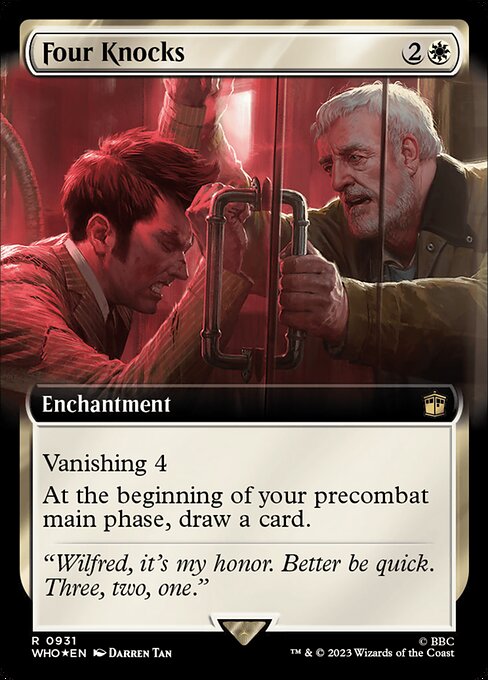 Four Knocks 2
Enchantment
Vanishing 4
At the beginning of your precombat
main phase, draw a card.
“Wilfred, it’s my honor. Better be quick.
Three, two, one.”
R 0931
WHO★EN DARREN TAN
© BBC
™ & © 2023 Wizards of the Coast